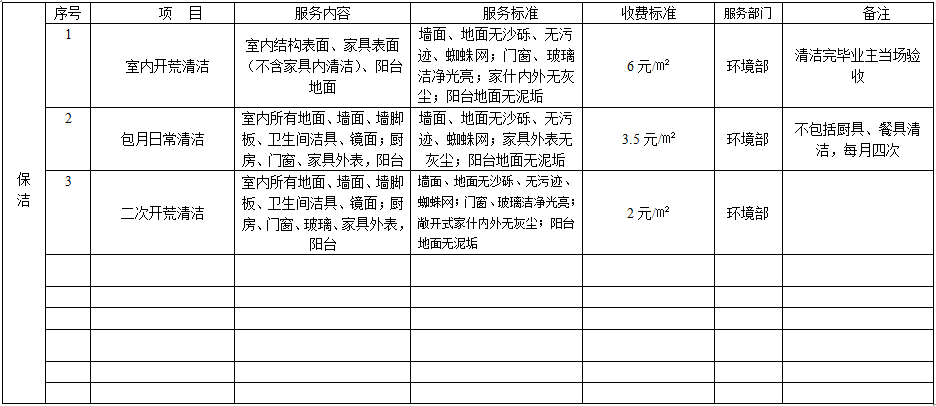 序号 项 目 服务内容 服务标准 收费标准 服务部门 备注
保洁
1
室内开荒清洁
室内结构表面、家具表面
（不含家具内清洁）、阳台
地面
墙面、地面无沙砾、无污
迹、蜘蛛网；门窗、玻璃
洁净光亮；家什内外无灰
尘；阳台地面无泥垢
6 元/㎡
环境部
清洁完毕业主当场验
收
2
包月日常清洁
室内所有地面、墙面、墙脚
板、卫生间洁具、镜面；厨
房、门窗、家具外表，阳台
墙面、地面无沙砾、无污
迹、蜘蛛网；家具外表无
灰尘；阳台地面无泥垢
3.5 元/㎡
环境部
不包括厨具、餐具清
洁，每月四次
3
二次开荒清洁
室内所有地面、墙面、墙脚
板、卫生间洁具、镜面；厨
房、门窗、玻璃、家具外表，
阳台
墙面、地面无沙砾、无污迹、
蜘蛛网；门窗、玻璃洁净光亮；
敞开式家什内外无灰尘；阳台
地面无泥垢
2 元/㎡
环境部